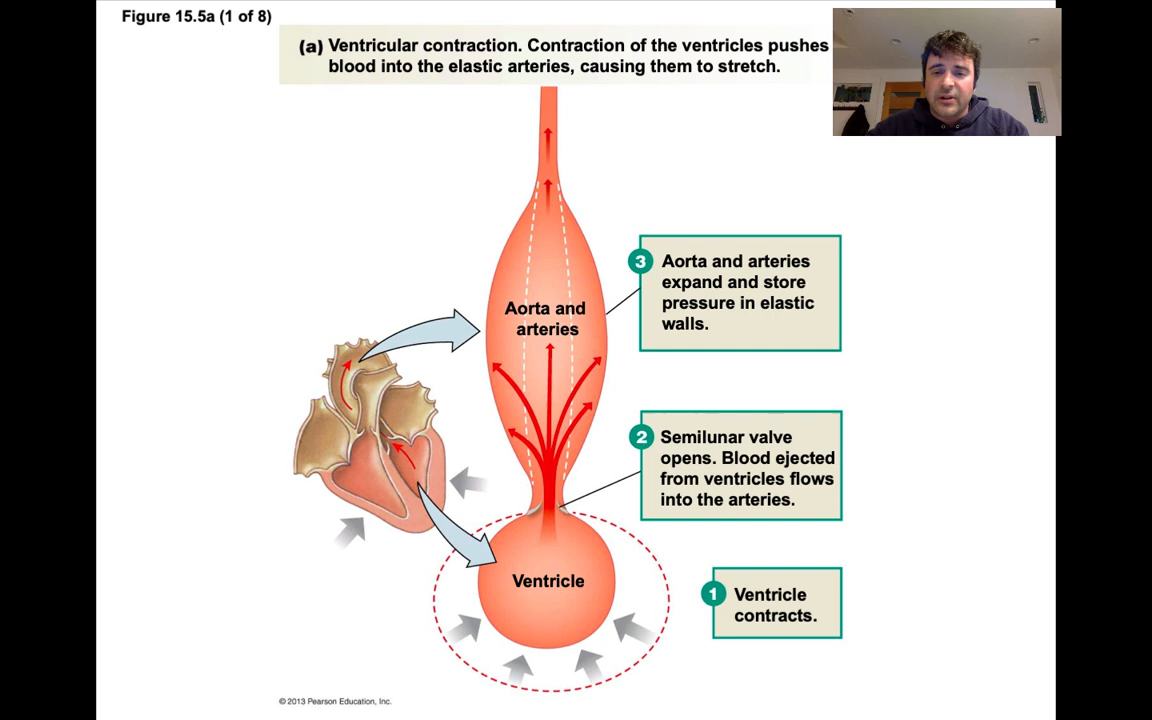 Figure 15.5a (1 of 8)
(a) Ventricular contraction. Contraction of the ventricles pushes
blood into the elastic arteries, causing them to stretch.
3 Aorta and arteries
expand and store
pressure in elastic
walls.
Aorta and
arteries
2 Semilunar valve
opens. Blood ejected
from ventricles flows
into the arteries.
Ventricle
1 Ventricle
contracts.
© 2013 Pearson Education, Inc.